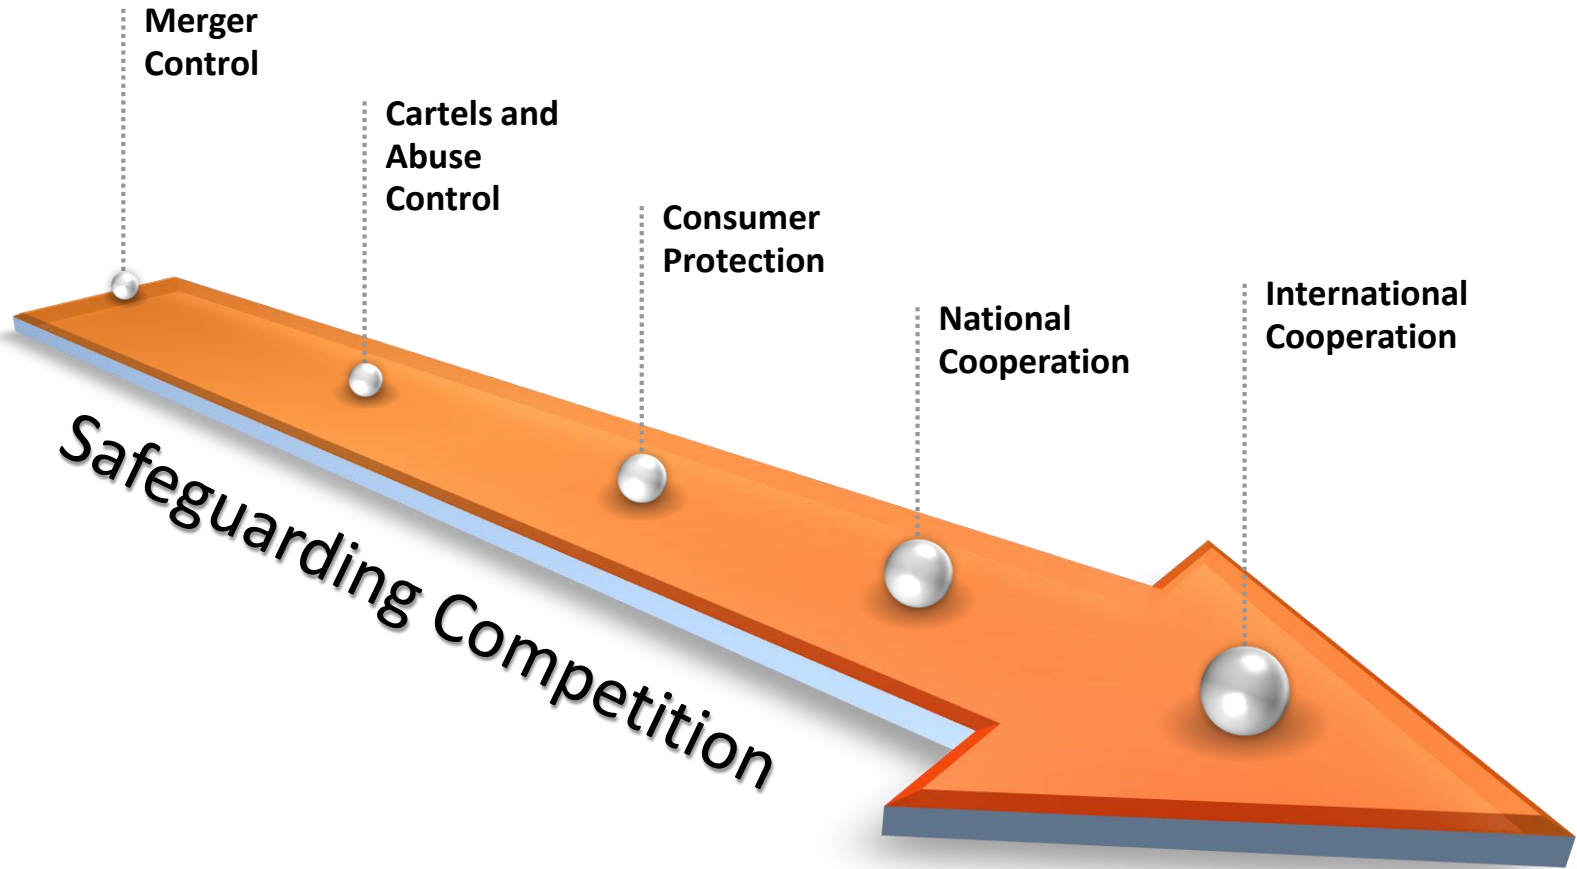 Merger
Control
Cartels and
Abuse
Control
Consumer
Protection
National
Cooperation
International
Cooperation
Safeguarding Competition